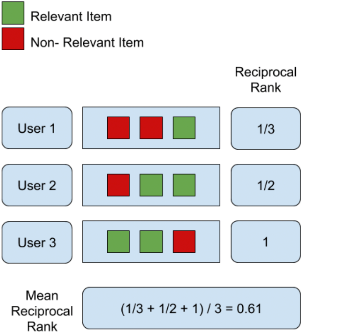 Relevant Item
Non- Relevant Item
Reciprocal
Rank
User 1
1/3
User 2
1/2
User 3
1
Mean
Reciprocal
Rank
(1/3 + 1/2 + 1) / 3 = 0.61